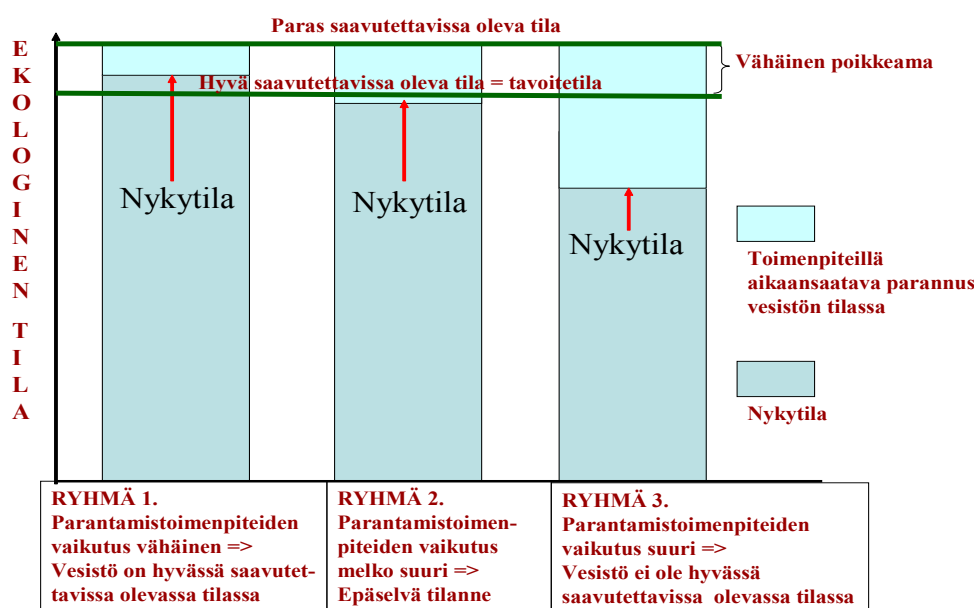 Paras saavutettavissa oleva tila
EKOLOGINEN TILA
Vähäinen poikkeama
Hyvä saavutettavissa oleva tila = tavoitetila
Nykytila
Nykytila
Nykytila
Toimenpiteillä
aikaansaatava parannus
vesistön tilassa
Nykytila
RYHMÄ 1.
Parantamistoimenpiteiden
vaikutus vähäinen =>
Vesistö on hyvässä saavutet-
tavissa olevassa tilassa
RYHMÄ 2.
Parantamistoimen-
piteiden vaikutus
melko suuri =>
Epäselvä tilanne
RYHMÄ 3.
Parantamistoimenpiteiden
vaikutus suuri =>
Vesistö ei ole hyvässä
saavutettavissa olevassa tilassa